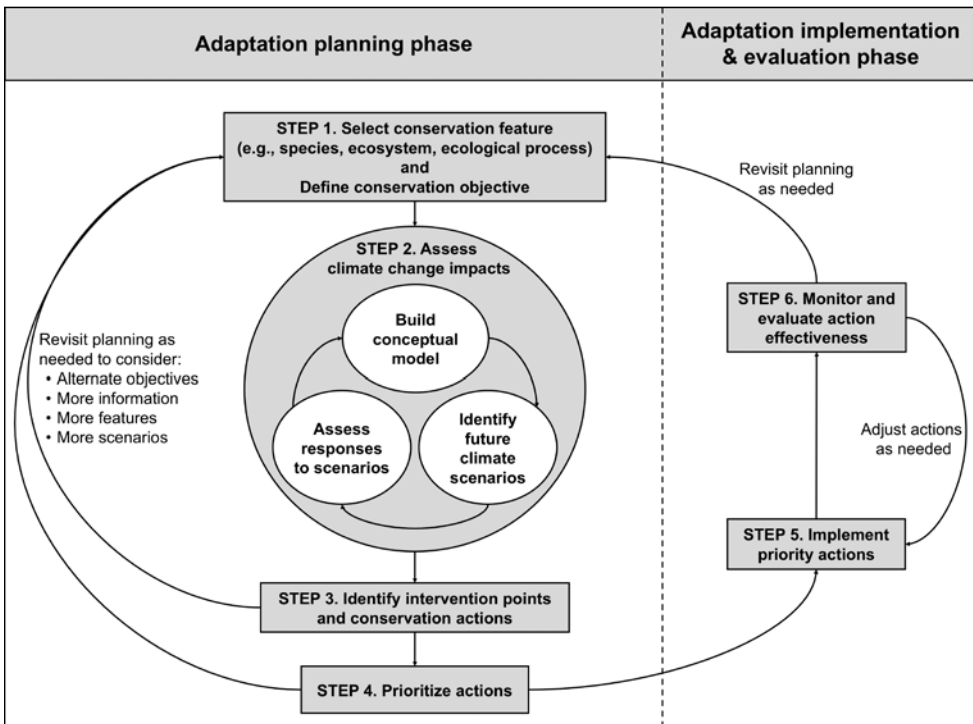 Adaptation planning phase
Adaptation implementation
& evaluation phase
STEP 1. Select conservation feature
(e.g., species, ecosystem, ecological process)
and
Define conservation objective
Revisit planning
as needed
STEP 2. Assess
climate change impacts
Build
conceptual
model
Identify
future
climate
scenarios
Assess
responses
to scenarios
Revisit planning as
needed to consider:
• Alternate objectives
• More information
• More features
• More scenarios
STEP 6. Monitor and
evaluate action
effectiveness
Adjust actions
as needed
STEP 5. Implement
priority actions
STEP 3. Identify intervention points
and conservation actions
STEP 4. Prioritize actions